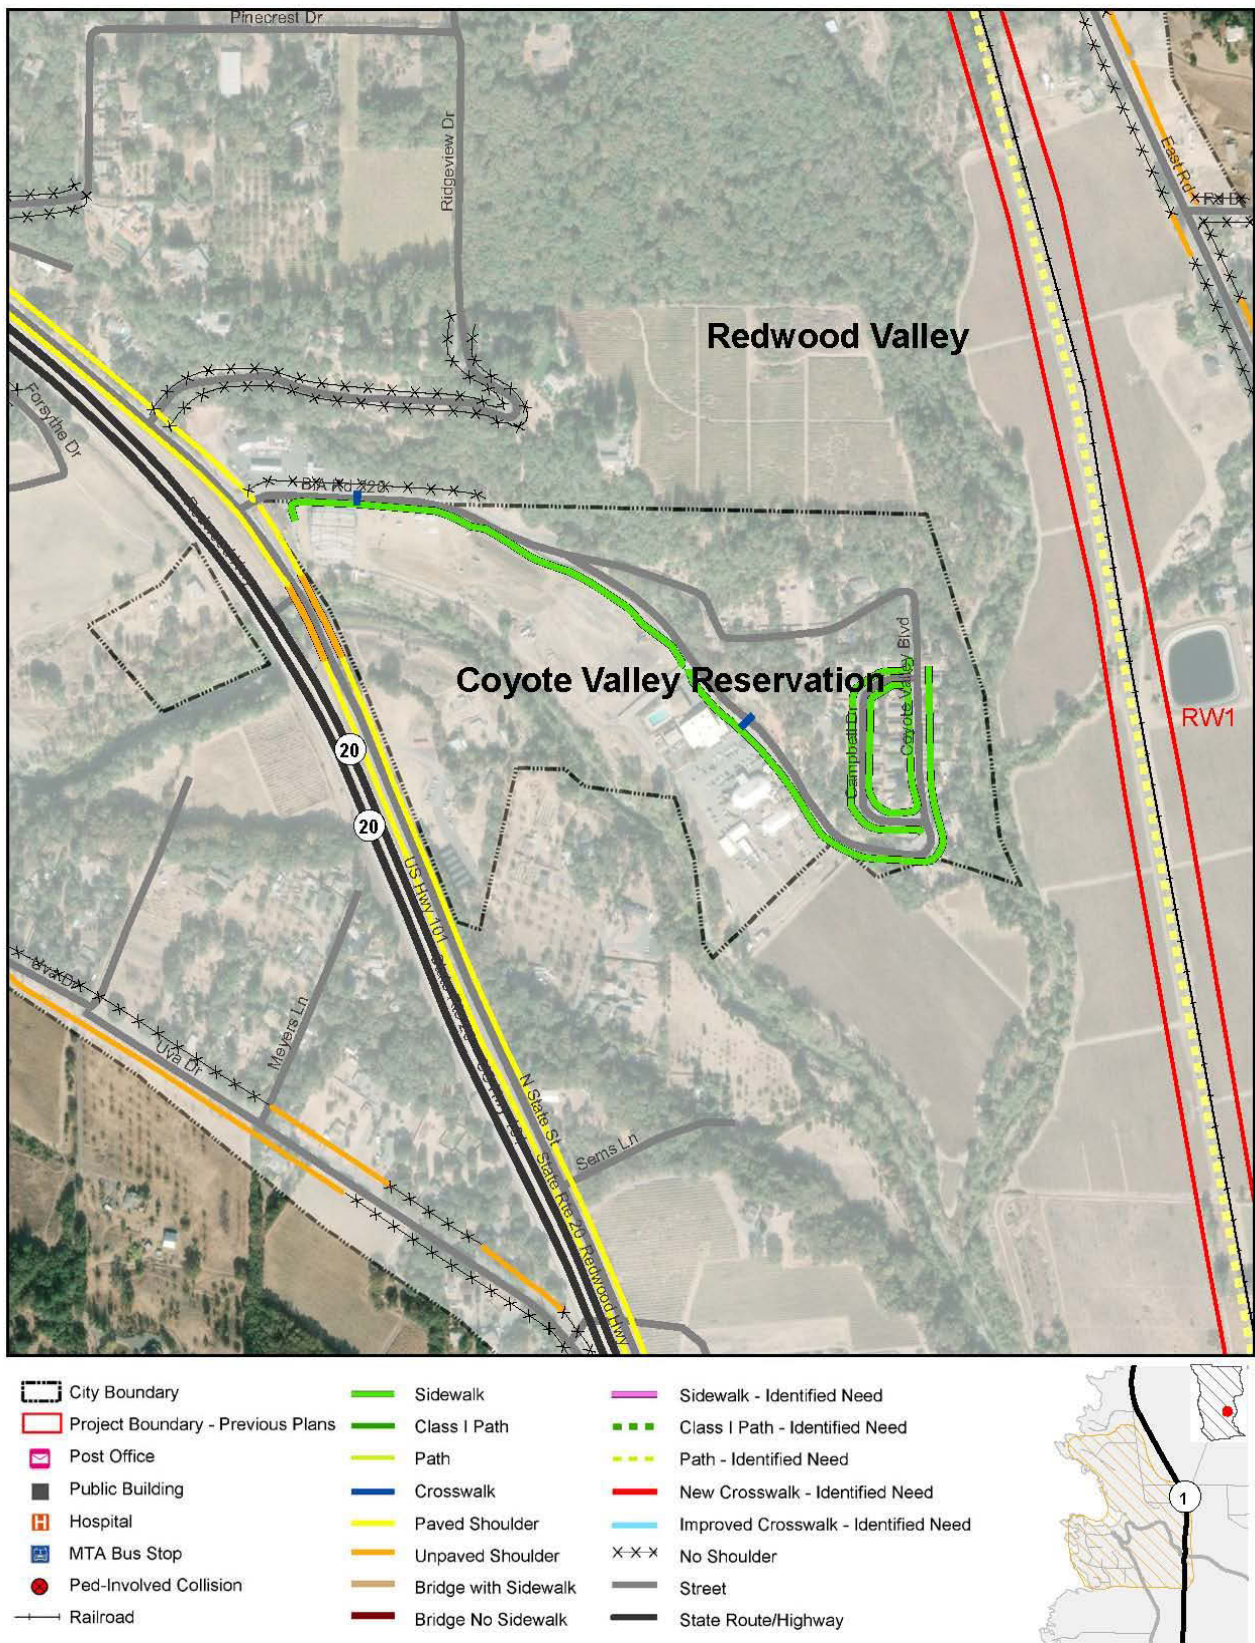 Pinecrest Dr
Ridgeview Dr
East Rd
Redwood Valley
Forsythe Dr
BIA Rd 220
Coyote Valley Reservation
Coyote Valley Blvd
Campbell Dr
RW1
20
20
US Hwy 101
Uva Dr
Meyers Ln
Uva Dr
N State St
Sems Ln
State Rte 20
Redwood Hwy
City Boundary
Project Boundary - Previous Plans
Post Office
Public Building
H Hospital
MTA Bus Stop
Ped-Involved Collision
Railroad
Sidewalk
Class I Path
Path
Crosswalk
Paved Shoulder
Unpaved Shoulder
Bridge with Sidewalk
Bridge No Sidewalk
Sidewalk - Identified Need
Class I Path - Identified Need
Path - Identified Need
New Crosswalk - Identified Need
Improved Crosswalk - Identified Need
No Shoulder
Street
State Route/Highway
1